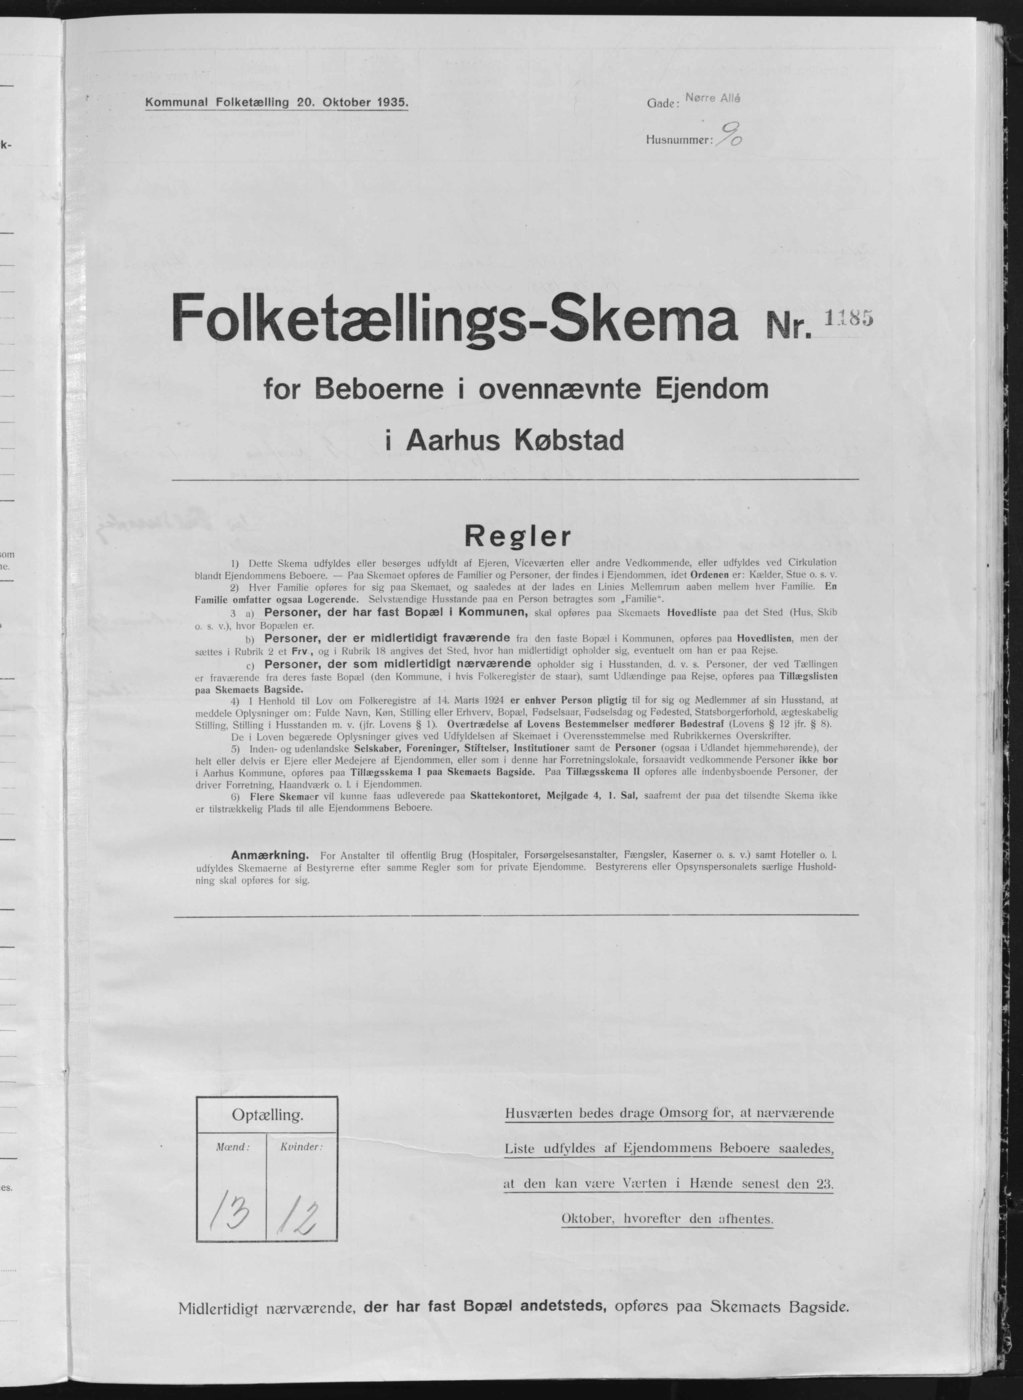 Kommunal Folketælling 20. Oktober 1935.
Gade: Nørre Allé
Husnummer: 90
Folketællings-Skema Nr. 1185
for Beboerne i ovennævnte Ejendom
i Aarhus Købstad
Regler
1) Dette Skema udfyldes eller besørges udfyldt af Ejeren, Viceværten eller andre Vedkommende, eller udfyldes ved Cirkulation
blandt Ejendommens Beboere. — Paa Skemaet opføres de Familier og Personer, der findes i Ejendommen, idet Ordenen er: Kælder, Stue o. s. v.
2) Hver Familie opføres for sig paa Skemaet, og saaledes at der lades en Linies Mellemrum aaben mellem hver Familie. En
Familie omfatter ogsaa Logerende. Selvstændige Husstande paa en Person betragtes som „Familie“.
3 a) Personer, der har fast Bopæl i Kommunen, skal opføres paa Skemaets Hovedliste paa det Sted (Hus, Skib
o. s. v.), hvor Bopælen er.
b) Personer, der er midlertidigt fraværende fra den faste Bopæl i Kommunen, opføres paa Hovedlisten, men der
sættes i Rubrik 2 et Frv, og i Rubrik 18 angives det Sted, hvor han midlertidigt opholder sig, eventuelt om han er paa Rejse.
c) Personer, der som midlertidigt nærværende opholder sig i Husstanden, d. v. s. Personer, der ved Tællingen
er fraværende fra deres faste Bopæl (den Kommune, i hvis Folkeregister de staar), samt Udlændinge paa Rejse, opføres paa Tillægslisten
paa Skemaets Bagside.
4) I Henhold til Lov om Folkeregistre af 14. Marts 1924 er enhver Person pligtig til for sig og Medlemmer af sin Husstand, at
meddele Oplysninger om: Fulde Navn, Køn, Stilling eller Erhverv, Bopæl, Fødselsaar, Fødselsdag og Fødested, Statsborgerforhold, ægteskabelig
Stilling, Stilling i Husstanden m. v. (jfr. Lovens § 1). Overtrædelse af Lovens Bestemmelser medfører Bødestraf (Lovens § 12 jfr. § 8).
De i Loven begærede Oplysninger gives ved Udfyldelsen af Skemaet i Overensstemmelse med Rubrikkernes Overskrifter.
5) Inden- og udenlandske Selskaber, Foreninger, Stiftelser, Institutioner samt de Personer (ogsaa i Udlandet hjemmehørende), der
helt eller delvis er Ejere eller Medejere af Ejendommen, eller som i denne har Forretningslokale, forsaavidt vedkommende Personer ikke bor
i Aarhus Kommune, opføres paa Tillægsskema I paa Skemaets Bagside. Paa Tillægsskema II opføres alle indenbysboende Personer, der
driver Forretning, Haandværk o. l. i Ejendommen.
6) Flere Skemaer vil kunne faas udleverede paa Skattekontoret, Mejlgade 4, 1. Sal, saafremt der paa det tilsendte Skema ikke
er tilstrækkelig Plads til alle Ejendommens Beboere.
Anmærkning. For Anstalter til offentlig Brug (Hospitaler, Forsørgelsesanstalter, Fængsler, Kaserner o. s. v.) samt Hoteller o. l.
udfyldes Skemaerne af Bestyrerne efter samme Regler som for private Ejendomme. Bestyrerens eller Opsynspersonalets særlige Hushold-
ning skal opføres for sig.
Optælling.
Mænd: Kvinder:
13 12
Husværten bedes drage Omsorg for, at nærværende
Liste udfyldes af Ejendommens Beboere saaledes,
at den kan være Værten i Hænde senest den 23.
Oktober, hvorefter den afhentes.
Midlertidigt nærværende, der har fast Bopæl andetsteds, opføres paa Skemaets Bagside.